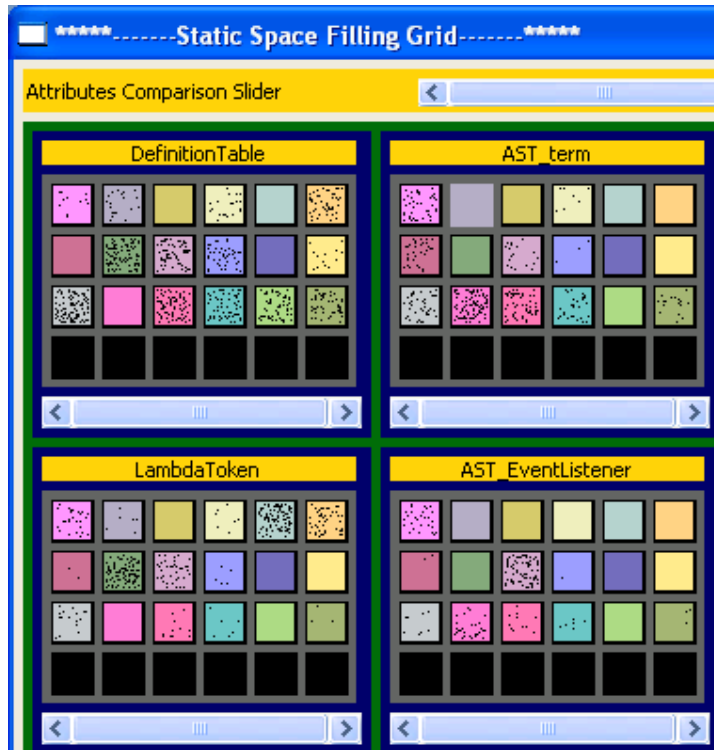 *****-------Static Space Filling Grid-------*****
Attributes Comparison Slider
DefinitionTable
AST_term
LambdaToken
AST_EventListener